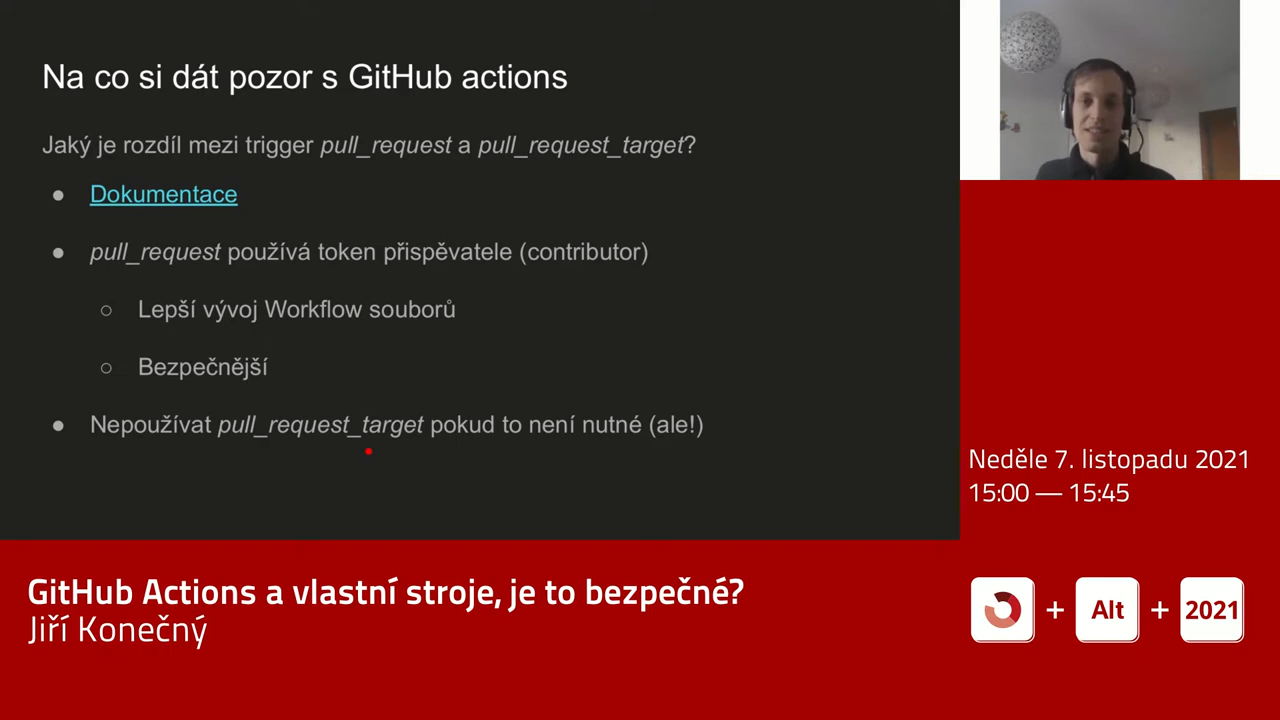 Na co si dát pozor s GitHub actions
Jaký je rozdíl mezi trigger pull_request a pull_request_target?
● Dokumentace
● pull_request používá token přispěvatele (contributor)
○ Lepší vývoj Workflow souborů
○ Bezpečnější
● Nepoužívat pull_request_target pokud to není nutné (ale!)
Neděle 7. listopadu 2021
15:00 — 15:45
GitHub Actions a vlastní stroje, je to bezpečné?
Jiří Konečný
+ Alt + 2021